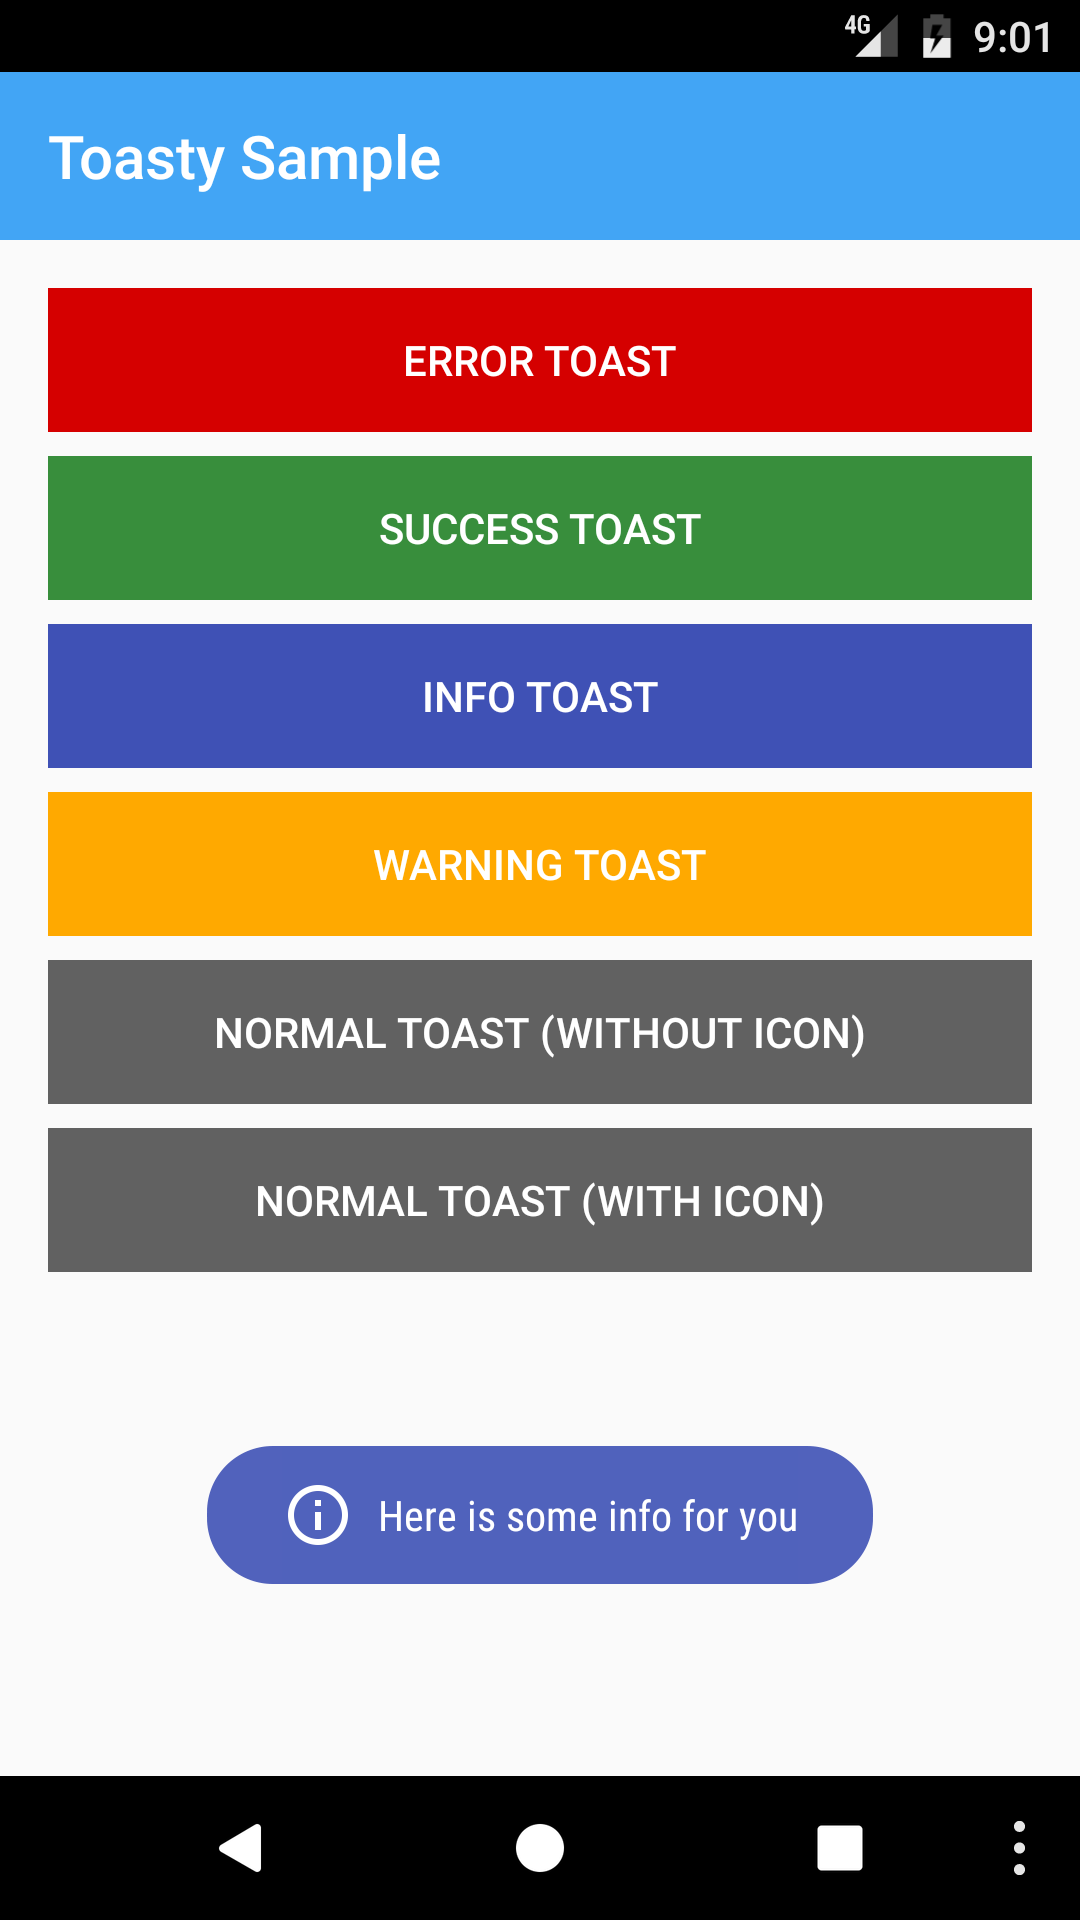 4G 9:01
Toasty Sample
ERROR TOAST
SUCCESS TOAST
INFO TOAST
WARNING TOAST
NORMAL TOAST (WITHOUT ICON)
NORMAL TOAST (WITH ICON)
Here is some info for you